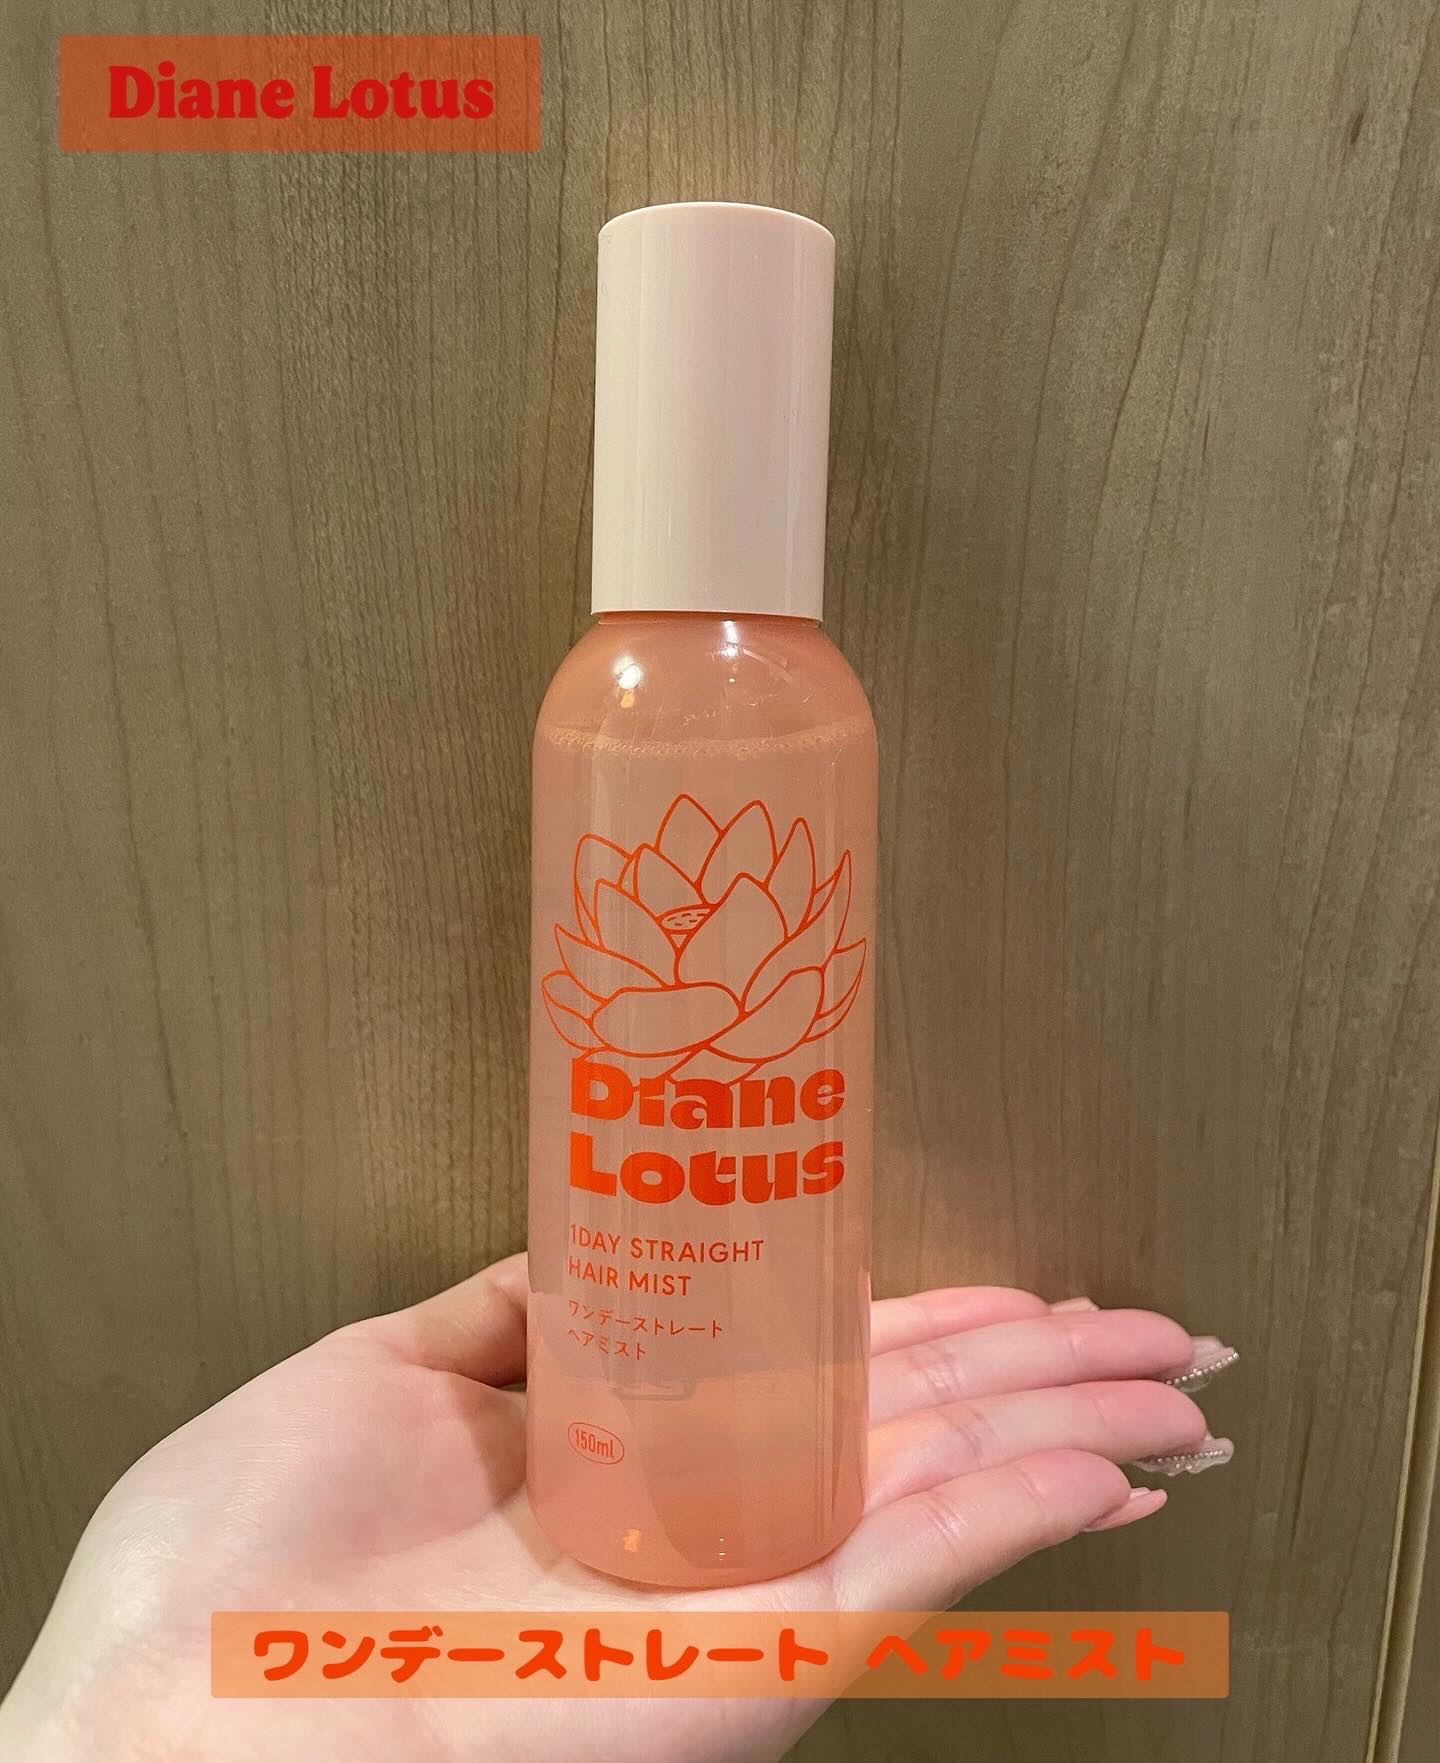 Diane Lotus
Diane
Lotus
1DAY STRAIGHT
HAIR MIST
ワンデーストレート
ヘアミスト
150ml
ワンデーストレート ヘアミスト